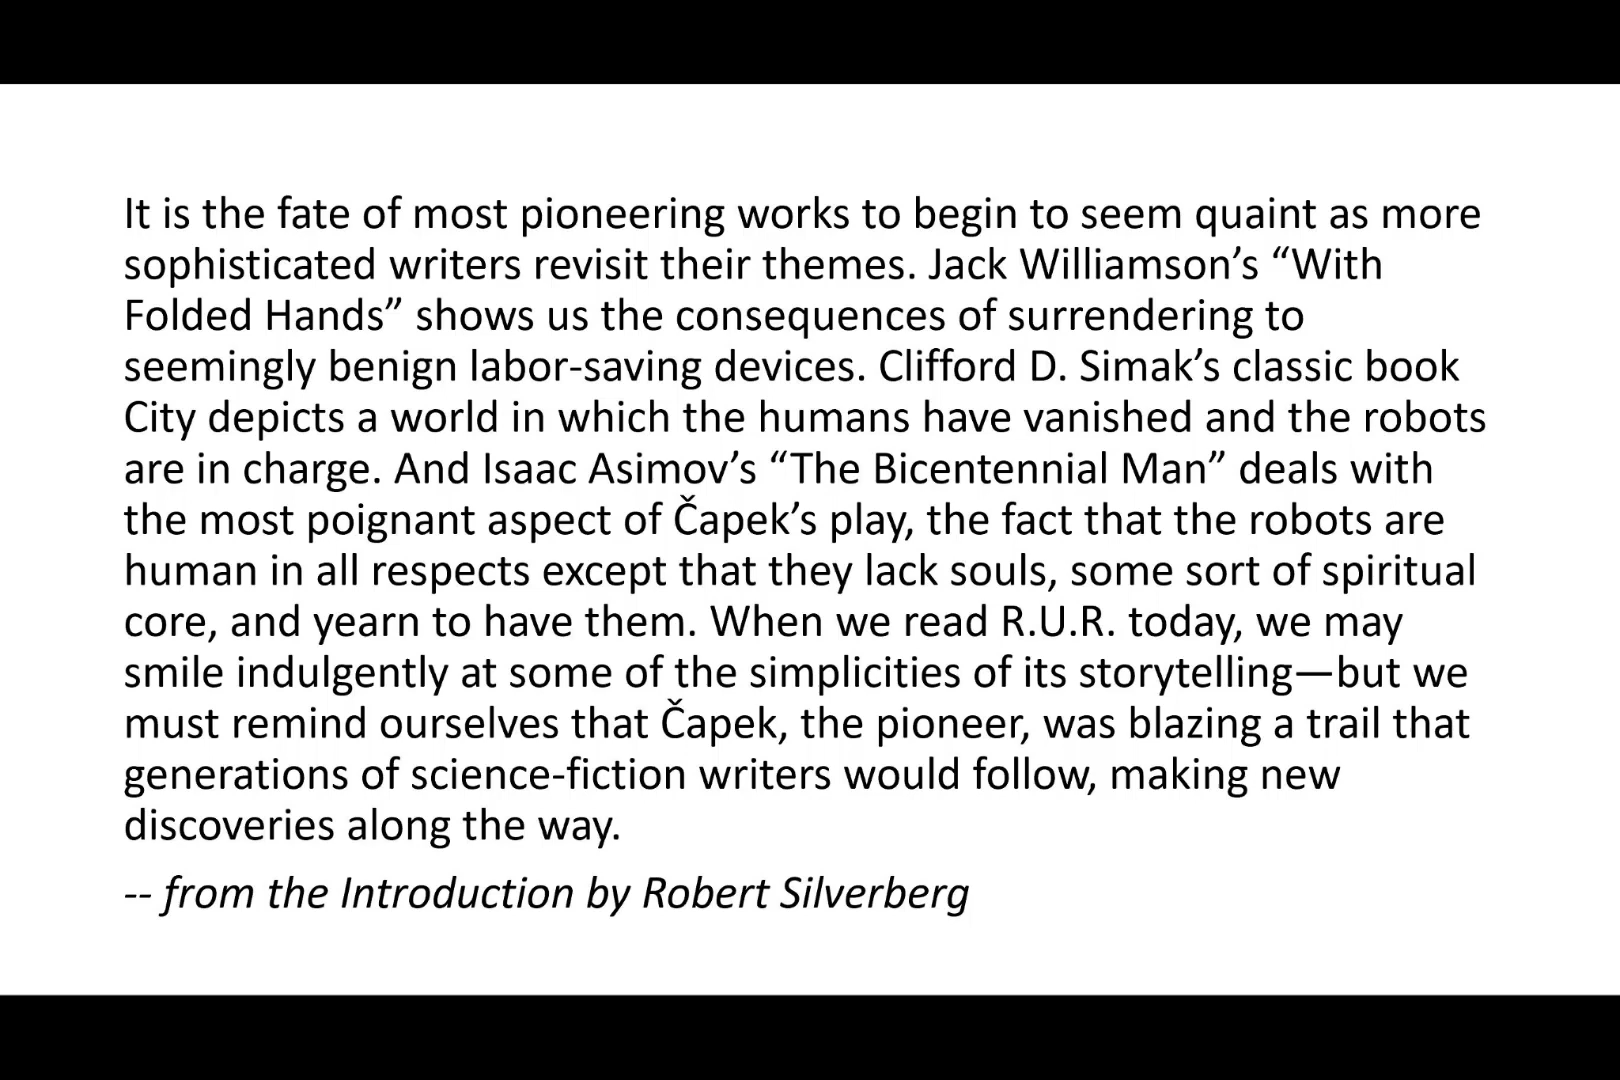 It is the fate of most pioneering works to begin to seem quaint as more
sophisticated writers revisit their themes. Jack Williamson’s “With
Folded Hands” shows us the consequences of surrendering to
seemingly benign labor-saving devices. Clifford D. Simak’s classic book
City depicts a world in which the humans have vanished and the robots
are in charge. And Isaac Asimov’s “The Bicentennial Man” deals with
the most poignant aspect of Čapek’s play, the fact that the robots are
human in all respects except that they lack souls, some sort of spiritual
core, and yearn to have them. When we read R.U.R. today, we may
smile indulgently at some of the simplicities of its storytelling—but we
must remind ourselves that Čapek, the pioneer, was blazing a trail that
generations of science-fiction writers would follow, making new
discoveries along the way.
-- from the Introduction by Robert Silverberg